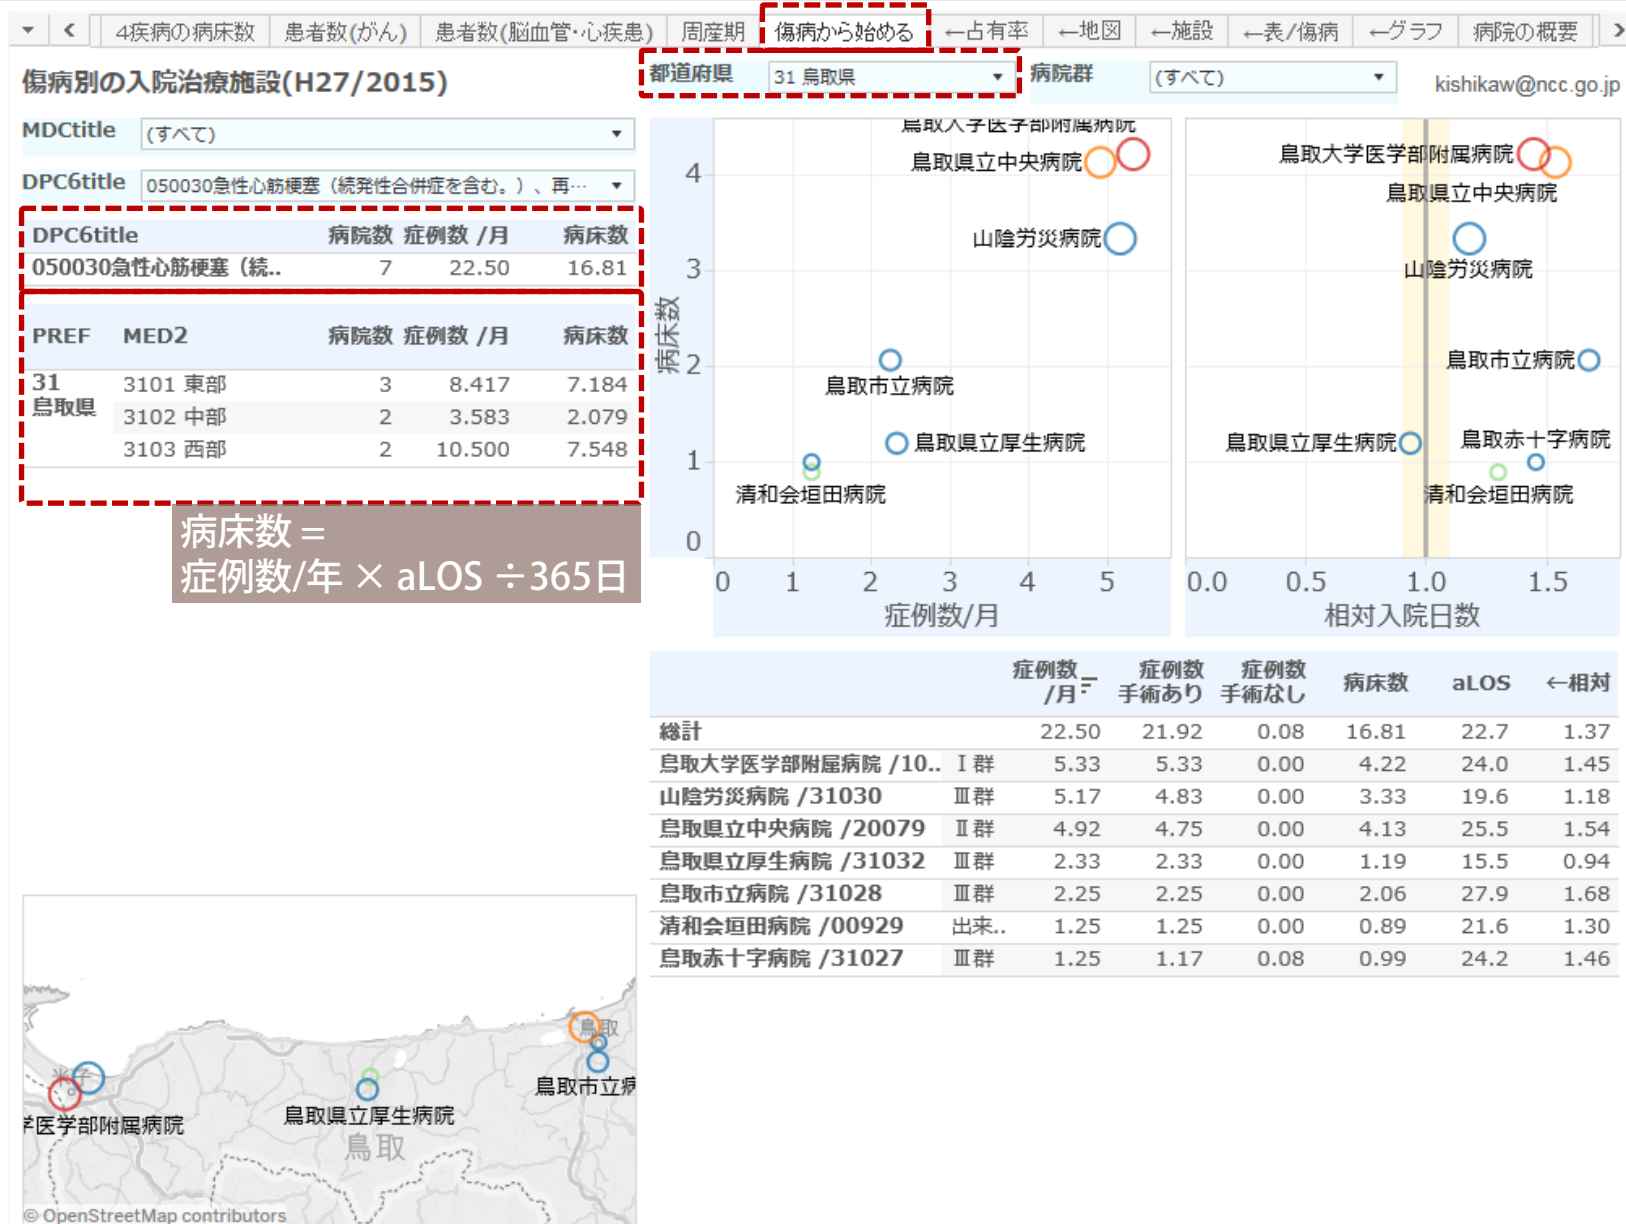 4疾病の病床数 患者数(がん) 患者数(脳血管・心疾患) 周産期 傷病から始める ←占有率 ←地図 ←施設 ←表/傷病 ←グラフ 病院の概要
傷病別の入院治療施設(H27/2015)
都道府県 31 鳥取県 病院群 (すべて) kishikaw@ncc.go.jp
MDCtitle (すべて)
DPC6title 050030急性心筋梗塞（続発性合併症を含む。）、再…
DPC6title 病院数 症例数 /月 病床数
050030急性心筋梗塞（続.. 7 22.50 16.81
PREF MED2 病院数 症例数 /月 病床数
31 鳥取県 3101 東部 3 8.417 7.184
3102 中部 2 3.583 2.079
3103 西部 2 10.500 7.548
病床数 =
症例数/年 × aLOS ÷365日
病床数
4
3
2
1
0
鳥取大学医学部附属病院
鳥取県立中央病院
山陰労災病院
鳥取市立病院
鳥取県立厚生病院
清和会垣田病院
0 1 2 3 4 5
症例数/月
鳥取大学医学部附属病院
鳥取県立中央病院
山陰労災病院
鳥取市立病院
鳥取県立厚生病院
鳥取赤十字病院
清和会垣田病院
0.0 0.5 1.0 1.5
相対入院日数
症例数/月 症例数手術あり 症例数手術なし 病床数 aLOS ←相対
総計 22.50 21.92 0.08 16.81 22.7 1.37
鳥取大学医学部附属病院 /10.. Ⅰ群 5.33 5.33 0.00 4.22 24.0 1.45
山陰労災病院 /31030 Ⅲ群 5.17 4.83 0.00 3.33 19.6 1.18
鳥取県立中央病院 /20079 Ⅱ群 4.92 4.75 0.00 4.13 25.5 1.54
鳥取県立厚生病院 /31032 Ⅲ群 2.33 2.33 0.00 1.19 15.5 0.94
鳥取市立病院 /31028 Ⅲ群 2.25 2.25 0.00 2.06 27.9 1.68
清和会垣田病院 /00929 出来.. 1.25 1.25 0.00 0.89 21.6 1.30
鳥取赤十字病院 /31027 Ⅲ群 1.25 1.17 0.08 0.99 24.2 1.46
鳥取
米子
鳥取市立病
学医学部附属病院
鳥取県立厚生病院
鳥取
© OpenStreetMap contributors